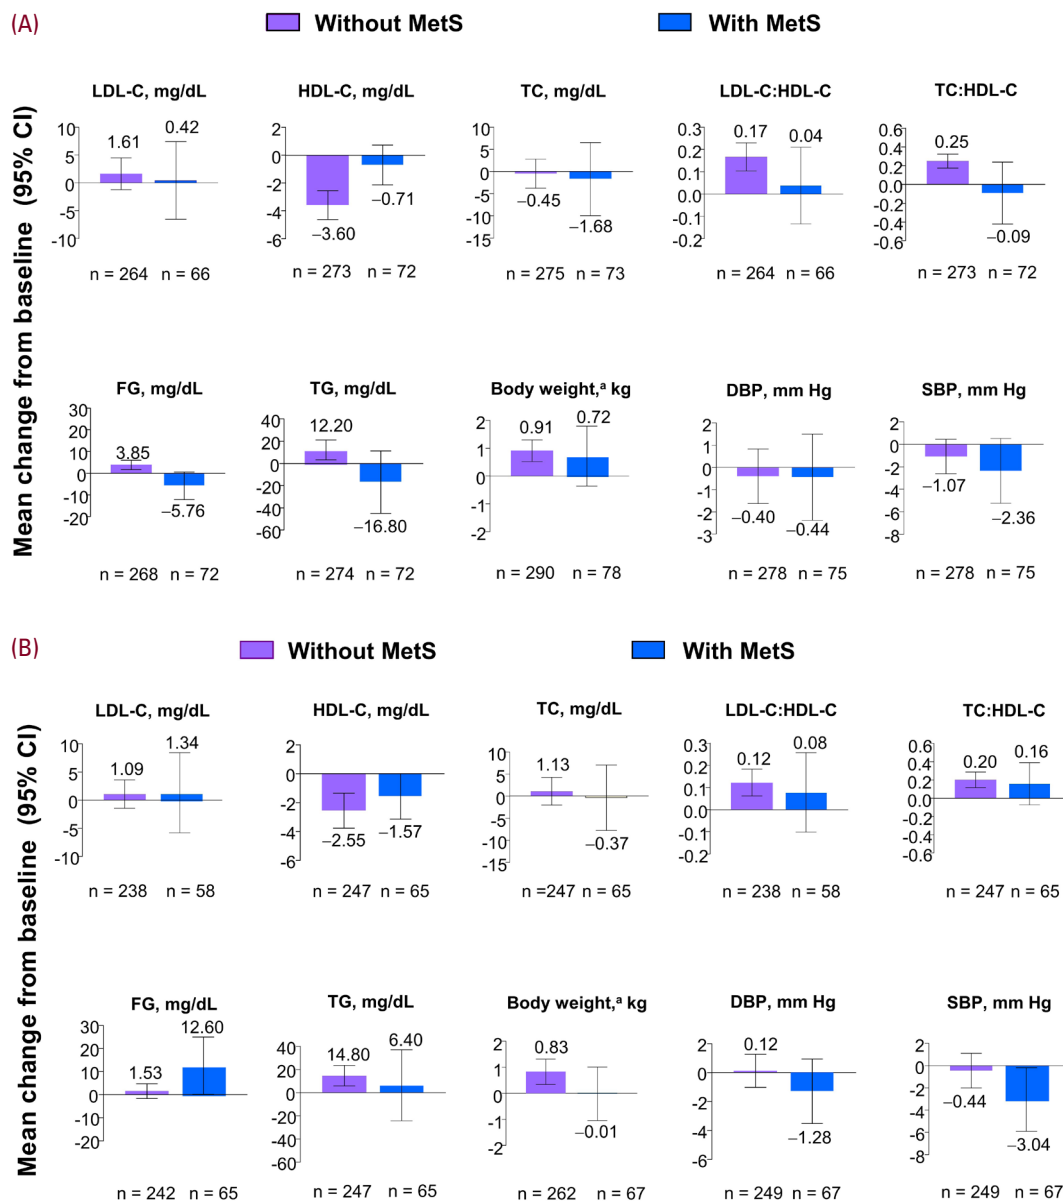 (A)
Without MetS With MetS
Mean change from baseline (95% CI)
LDL-C, mg/dL HDL-C, mg/dL TC, mg/dL LDL-C:HDL-C TC:HDL-C
10 5 0 5 -10
1.61 0.42
n = 264 n = 66
2 0 -2 -4 -6
−3.60 −0.71
n = 273 n = 72
10 5 0 -5 -10 -15
−0.45 −1.68
n = 275 n = 73
0.3 0.2 0.1 0.0 -0.1 -0.2
0.17 0.04
n = 264 n = 66
0.6 0.4 0.2 0.0 -0.2 -0.4 -0.6
0.25 −0.09
n = 273 n = 72
FG, mg/dL TG, mg/dL Body weight,ᵃ kg DBP, mm Hg SBP, mm Hg
30 20 10 0 -10 -20
3.85 −5.76
n = 268 n = 72
40 20 0 -20 -40 -60
12.20 −16.80
n = 274 n = 72
2 1 0 -1 -2
0.91 0.72
n = 290 n = 78
2 1 0 -1 -2 -3
−0.40 −0.44
n = 278 n = 75
2 0 -2 -4 -6 -8
−1.07 −2.36
n = 278 n = 75
(B)
Without MetS With MetS
Mean change from baseline (95% CI)
LDL-C, mg/dL HDL-C, mg/dL TC, mg/dL LDL-C:HDL-C TC:HDL-C
10 5 0 -5 -10
1.09 1.34
n = 238 n = 58
2 0 -2 -4 -6
−2.55 −1.57
n = 247 n = 65
10 5 0 -5 -10 -15
1.13 −0.37
n =247 n = 65
0.3 0.2 0.1 0.0 -0.1 -0.2
0.12 0.08
n = 238 n = 58
0.6 0.4 0.2 0.0 -0.2 -0.4 -0.6
0.20 0.16
n = 247 n = 65
FG, mg/dL TG, mg/dL Body weight,ᵃ kg DBP, mm Hg SBP, mm Hg
30 20 10 0 -10 -20
1.53 12.60
n = 242 n = 65
40 20 0 -20 -40 -60
14.80 6.40
n = 247 n = 65
2 1 0 1 2
0.83 −0.01
n = 262 n = 67
2 0 -2 -4 -6
0.12 −1.28
n = 249 n = 67
2 0 -2 -4 -6 -8
−0.44 −3.04
n = 249 n = 67